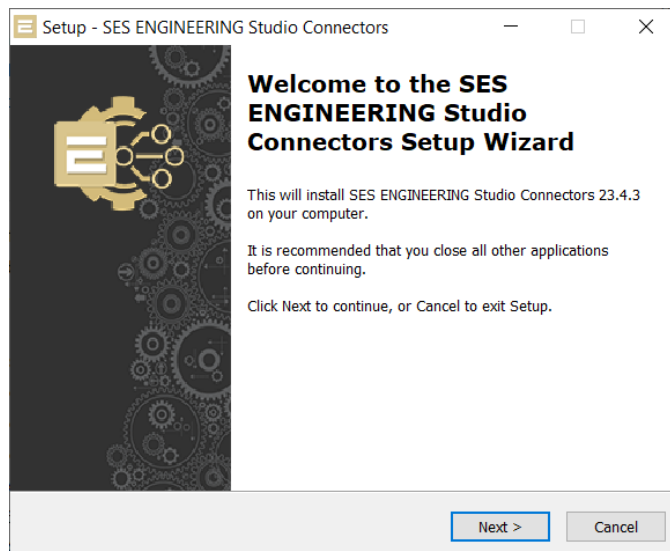 Setup - SES ENGINEERING Studio Connectors
Welcome to the SES
ENGINEERING Studio
Connectors Setup Wizard
This will install SES ENGINEERING Studio Connectors 23.4.3
on your computer.
It is recommended that you close all other applications
before continuing.
Click Next to continue, or Cancel to exit Setup.
Next >
Cancel